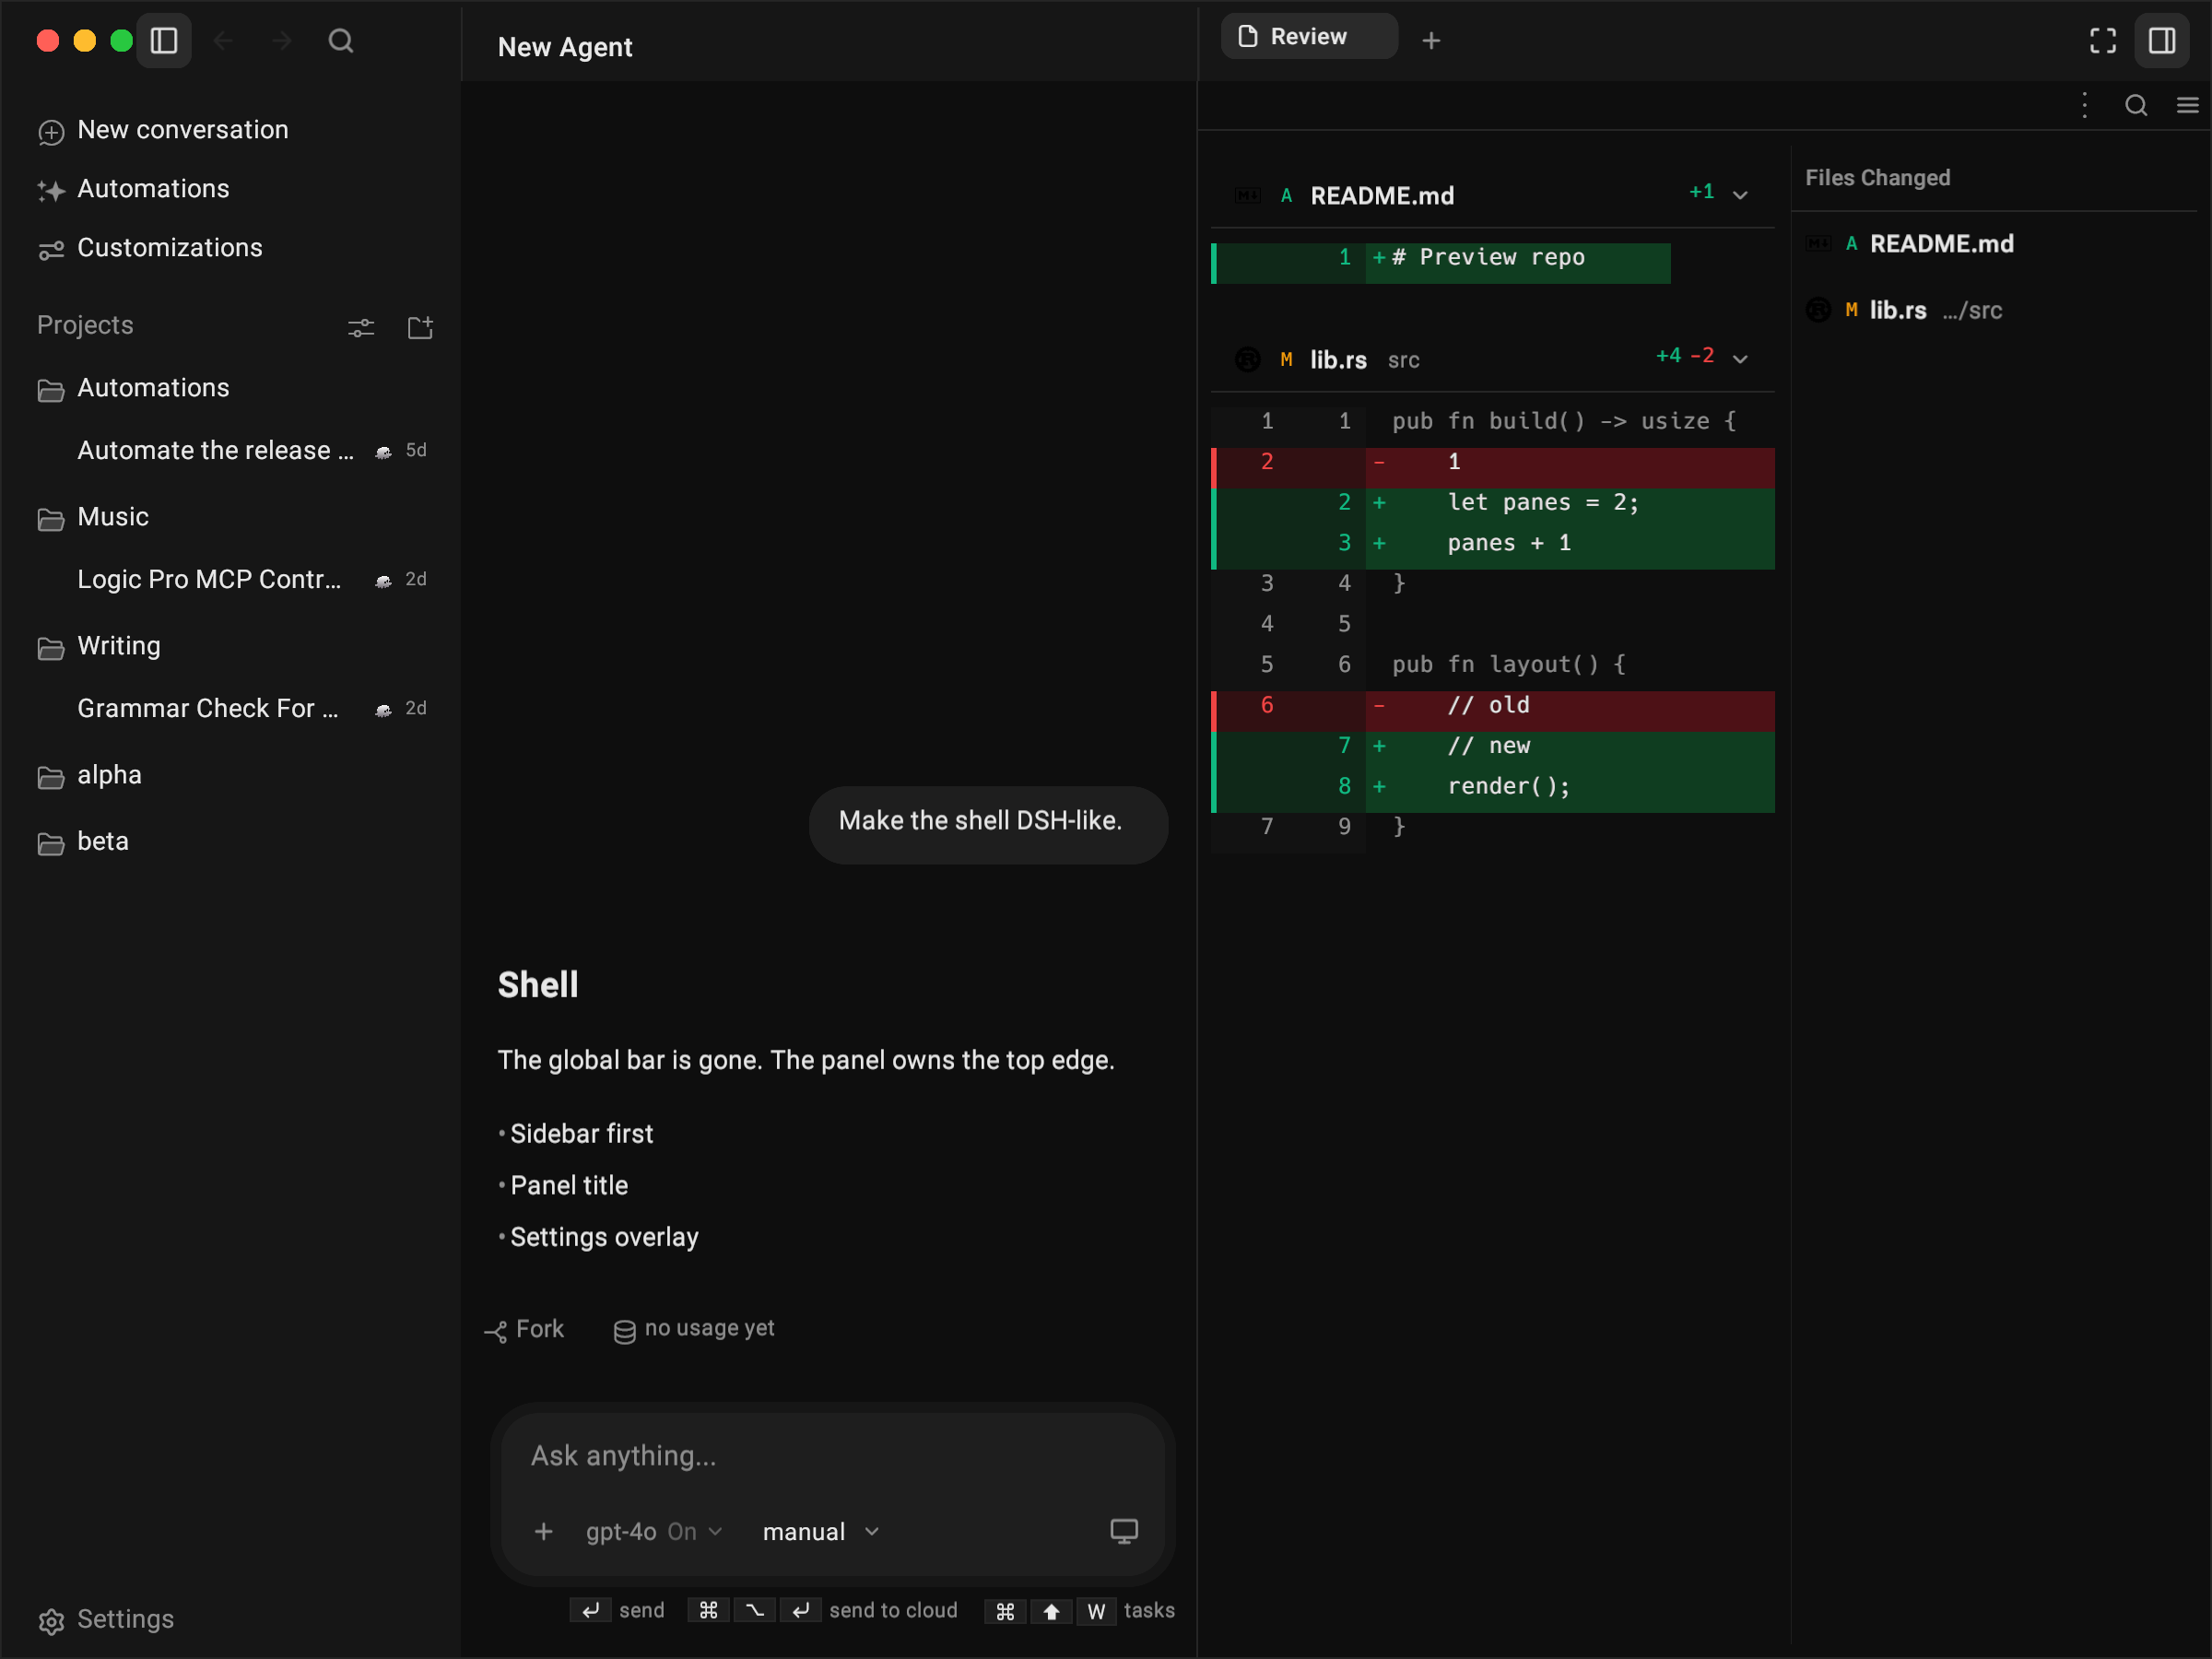 New conversation
Automations
Customizations
Projects
Automations
Automate the release ... 5d
Music
Logic Pro MCP Contr... 2d
Writing
Grammar Check For ... 2d
alpha
beta
Settings
New Agent
Make the shell DSH-like.
Shell
The global bar is gone. The panel owns the top edge.
• Sidebar first
• Panel title
• Settings overlay
Fork no usage yet
Ask anything...
+ gpt-4o On manual
send ⌘ ⌥ send to cloud ⌘ W tasks
Review +
M↓ A README.md +1
1 + # Preview repo
M lib.rs src +4 -2
1 1 pub fn build() -> usize {
2 - 1
2 + let panes = 2;
3 + panes + 1
3 4 }
4 5
5 6 pub fn layout() {
6 - // old
7 + // new
8 + render();
7 9 }
Files Changed
M↓ A README.md
M lib.rs .../src